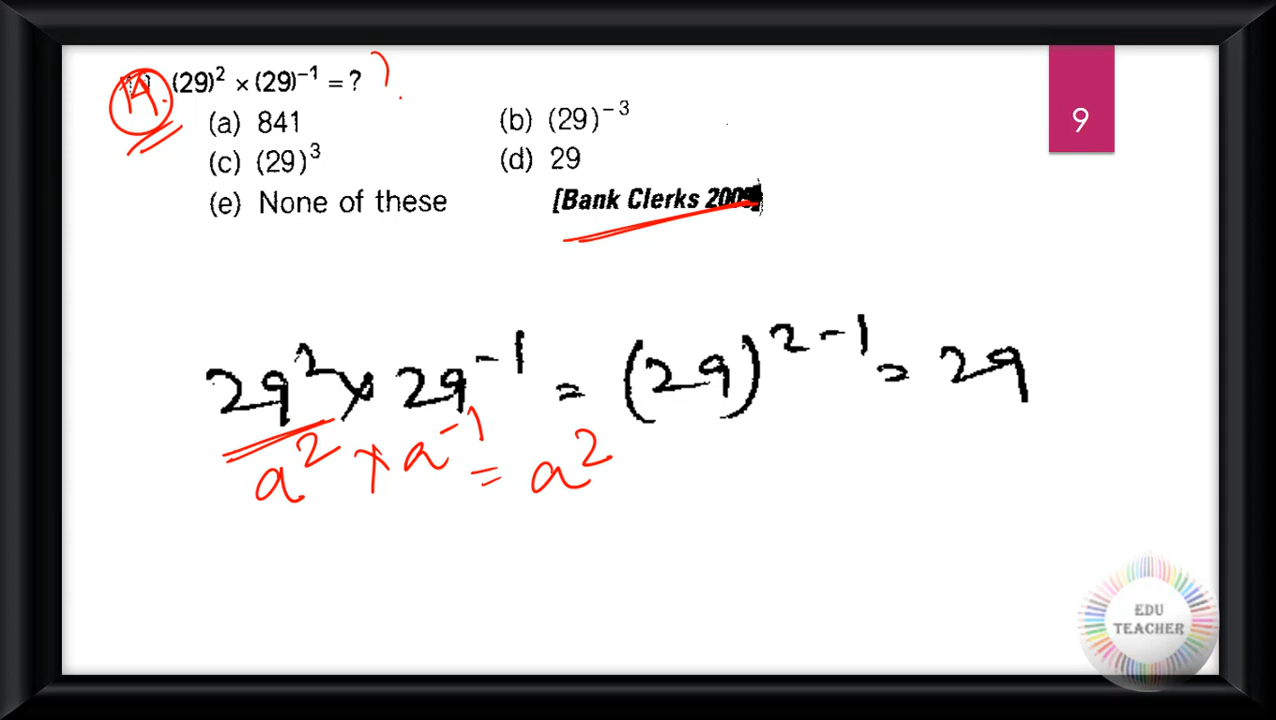 14. (29)² × (29)⁻¹ = ? ?
(a) 841 (b) (29)⁻³
(c) (29)³ (d) 29
(e) None of these [Bank Clerks 2009]
9
29² × 29⁻¹ = (29)²⁻¹ = 29
a² × a⁻¹ = a²
EDU
TEACHER